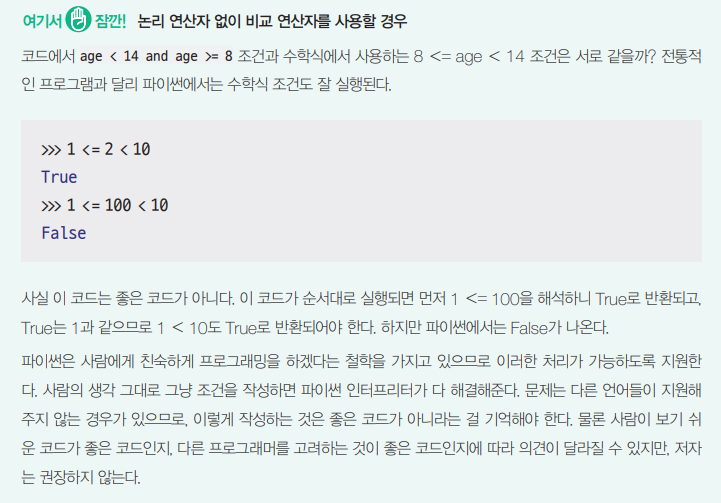 여기서 잠깐! 논리 연산자 없이 비교 연산자를 사용할 경우
코드에서 age < 14 and age >= 8 조건과 수학식에서 사용하는 8 <= age < 14 조건은 서로 같을까? 전통적
인 프로그램과 달리 파이썬에서는 수학식 조건도 잘 실행된다.
>>> 1 <= 2 < 10
True
>>> 1 <= 100 < 10
False
사실 이 코드는 좋은 코드가 아니다. 이 코드가 순서대로 실행되면 먼저 1 <= 100을 해석하니 True로 반환되고,
True는 1과 같으므로 1 < 10도 True로 반환되어야 한다. 하지만 파이썬에서는 False가 나온다.
파이썬은 사람에게 친숙하게 프로그래밍을 하겠다는 철학을 가지고 있으므로 이러한 처리가 가능하도록 지원한
다. 사람의 생각 그대로 그냥 조건을 작성하면 파이썬 인터프리터가 다 해결해준다. 문제는 다른 언어들이 지원해
주지 않는 경우가 있으므로, 이렇게 작성하는 것은 좋은 코드가 아니라는 걸 기억해야 한다. 물론 사람이 보기 쉬
운 코드가 좋은 코드인지, 다른 프로그래머를 고려하는 것이 좋은 코드인지에 따라 의견이 달라질 수 있지만, 저자
는 권장하지 않는다.